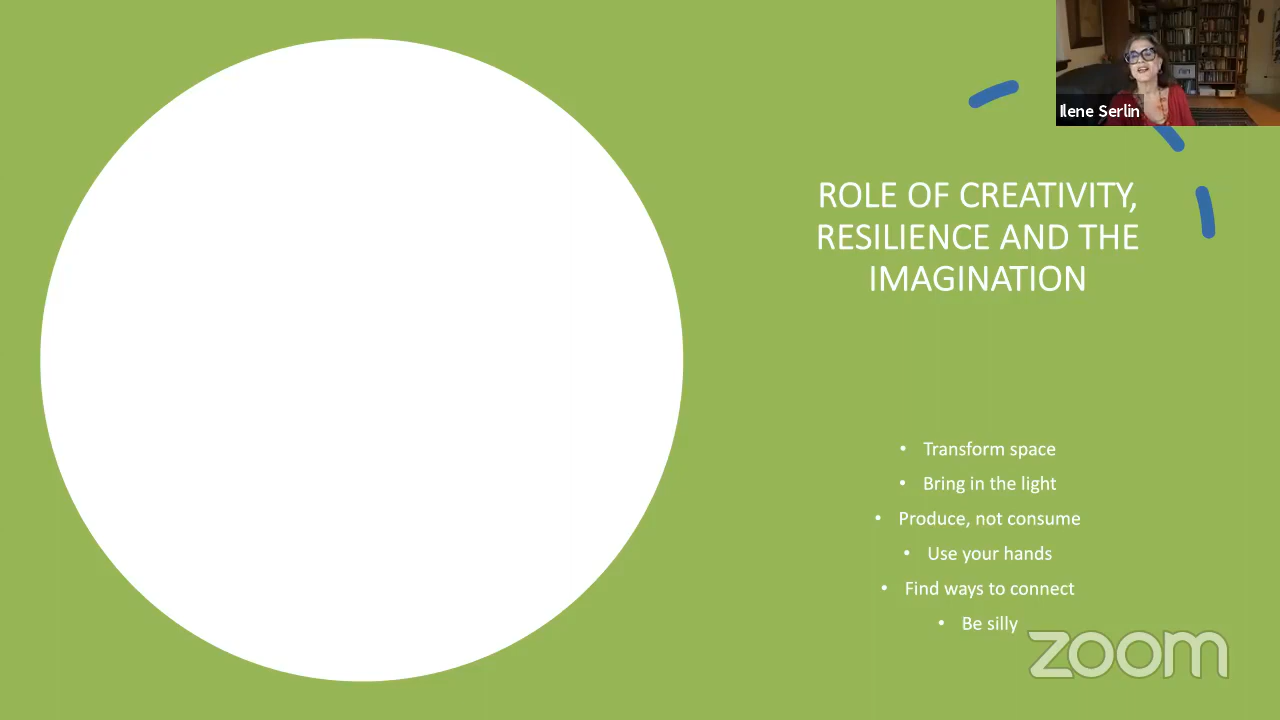 Ilene Serlin
ROLE OF CREATIVITY,
RESILIENCE AND THE
IMAGINATION
• Transform space
• Bring in the light
• Produce, not consume
• Use your hands
• Find ways to connect
• Be silly
zoom